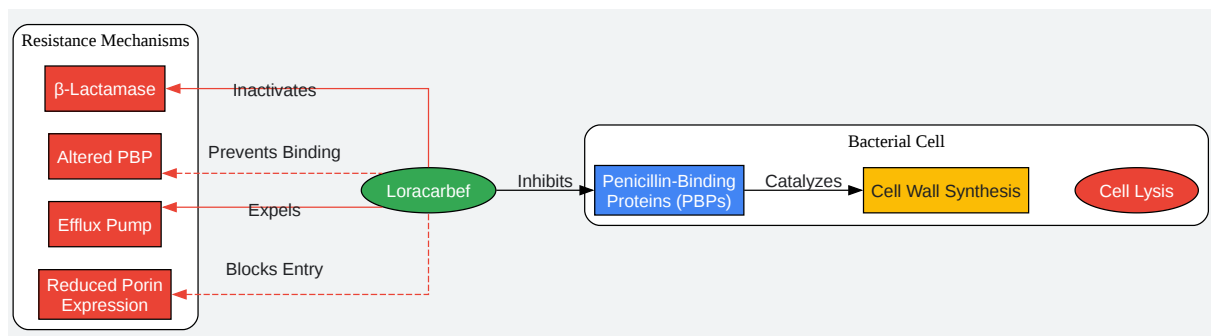 Resistance Mechanisms
β-Lactamase
Inactivates
Altered PBP
Prevents Binding
Efflux Pump
Expels
Reduced Porin
Expression
Blocks Entry
Loracarbef
Inhibits
Bacterial Cell
Penicillin-Binding
Proteins (PBPs)
Catalyzes
Cell Wall Synthesis
Cell Lysis